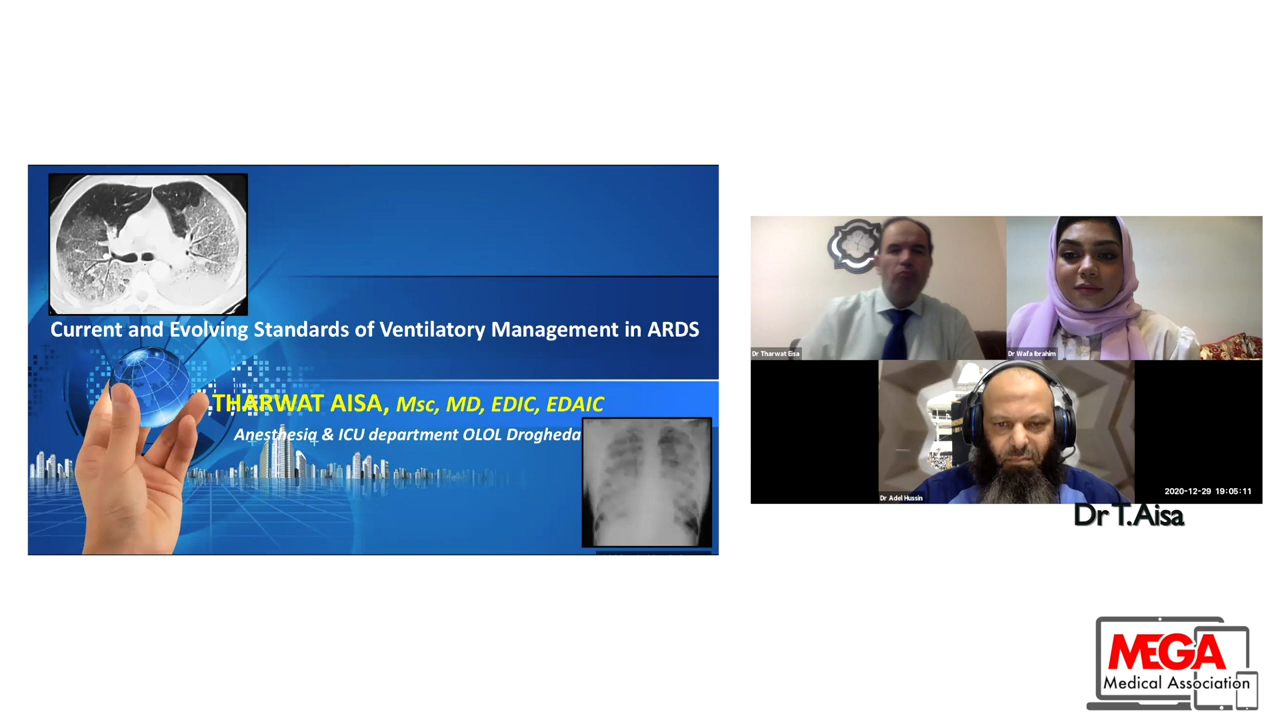 Current and Evolving Standards of Ventilatory Management in ARDS
THARWAT AISA, Msc, MD, EDIC, EDAIC
Anesthesia & ICU department OLOL Drogheda
Dr Tharwat Eisa
Dr Wafa Ibrahim
Dr Adel Hussin
2020-12-29 19:05:11
Dr T.Aisa
MEGA
Medical Association